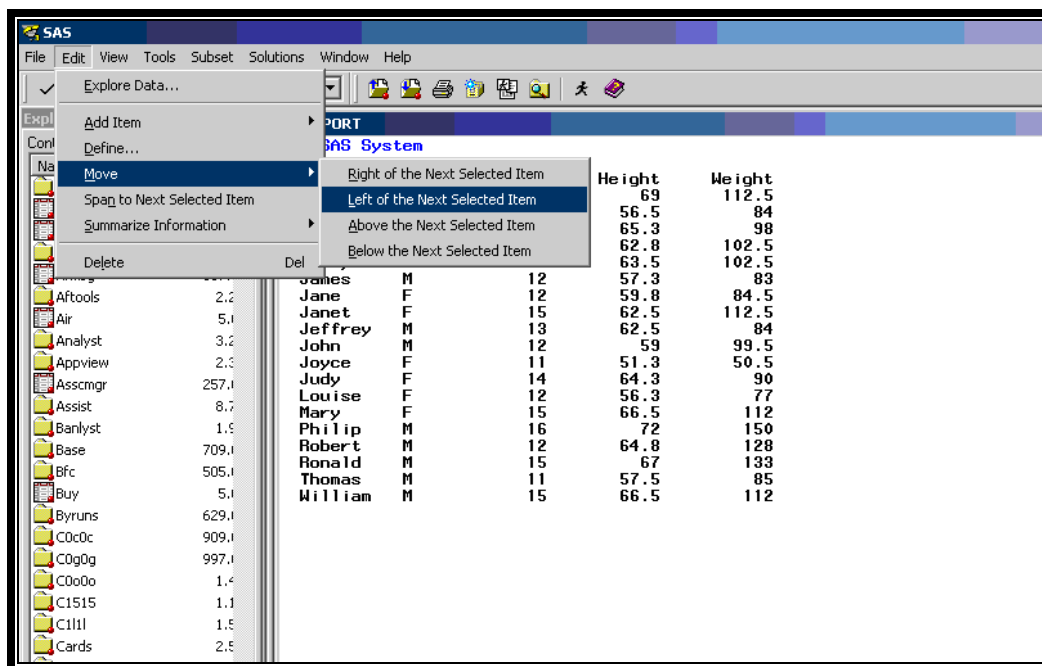 SAS
File Edit View Tools Subset Solutions Window Help
Explore Data...
Add Item
Define...
Move
Span to Next Selected Item
Summarize Information
Delete Del
Right of the Next Selected Item
Left of the Next Selected Item
Above the Next Selected Item
Below the Next Selected Item
SAS System
Height Weight
69 112.5
56.5 84
65.3 98
62.8 102.5
63.5 102.5
James M 12 57.3 83
Jane F 12 59.8 84.5
Janet F 15 62.5 112.5
Jeffrey M 13 62.5 84
John M 12 59 99.5
Joyce F 11 51.3 50.5
Judy F 14 64.3 90
Louise F 12 56.3 77
Mary F 15 66.5 112
Philip M 16 72 150
Robert M 12 64.8 128
Ronald M 15 67 133
Thomas M 11 57.5 85
William M 15 66.5 112
Aftools 2.2
Air 5.
Analyst 3.2
Appview 2.3
Asscmgr 257.
Assist 8.7
Banlyst 1.9
Base 709.
Bfc 505.
Buy 5.
Byruns 629.
C0c0c 909.
C0g0g 997.
C0o0o 1.4
C1515 1.1
C1l1l 1.5
Cards 2.5